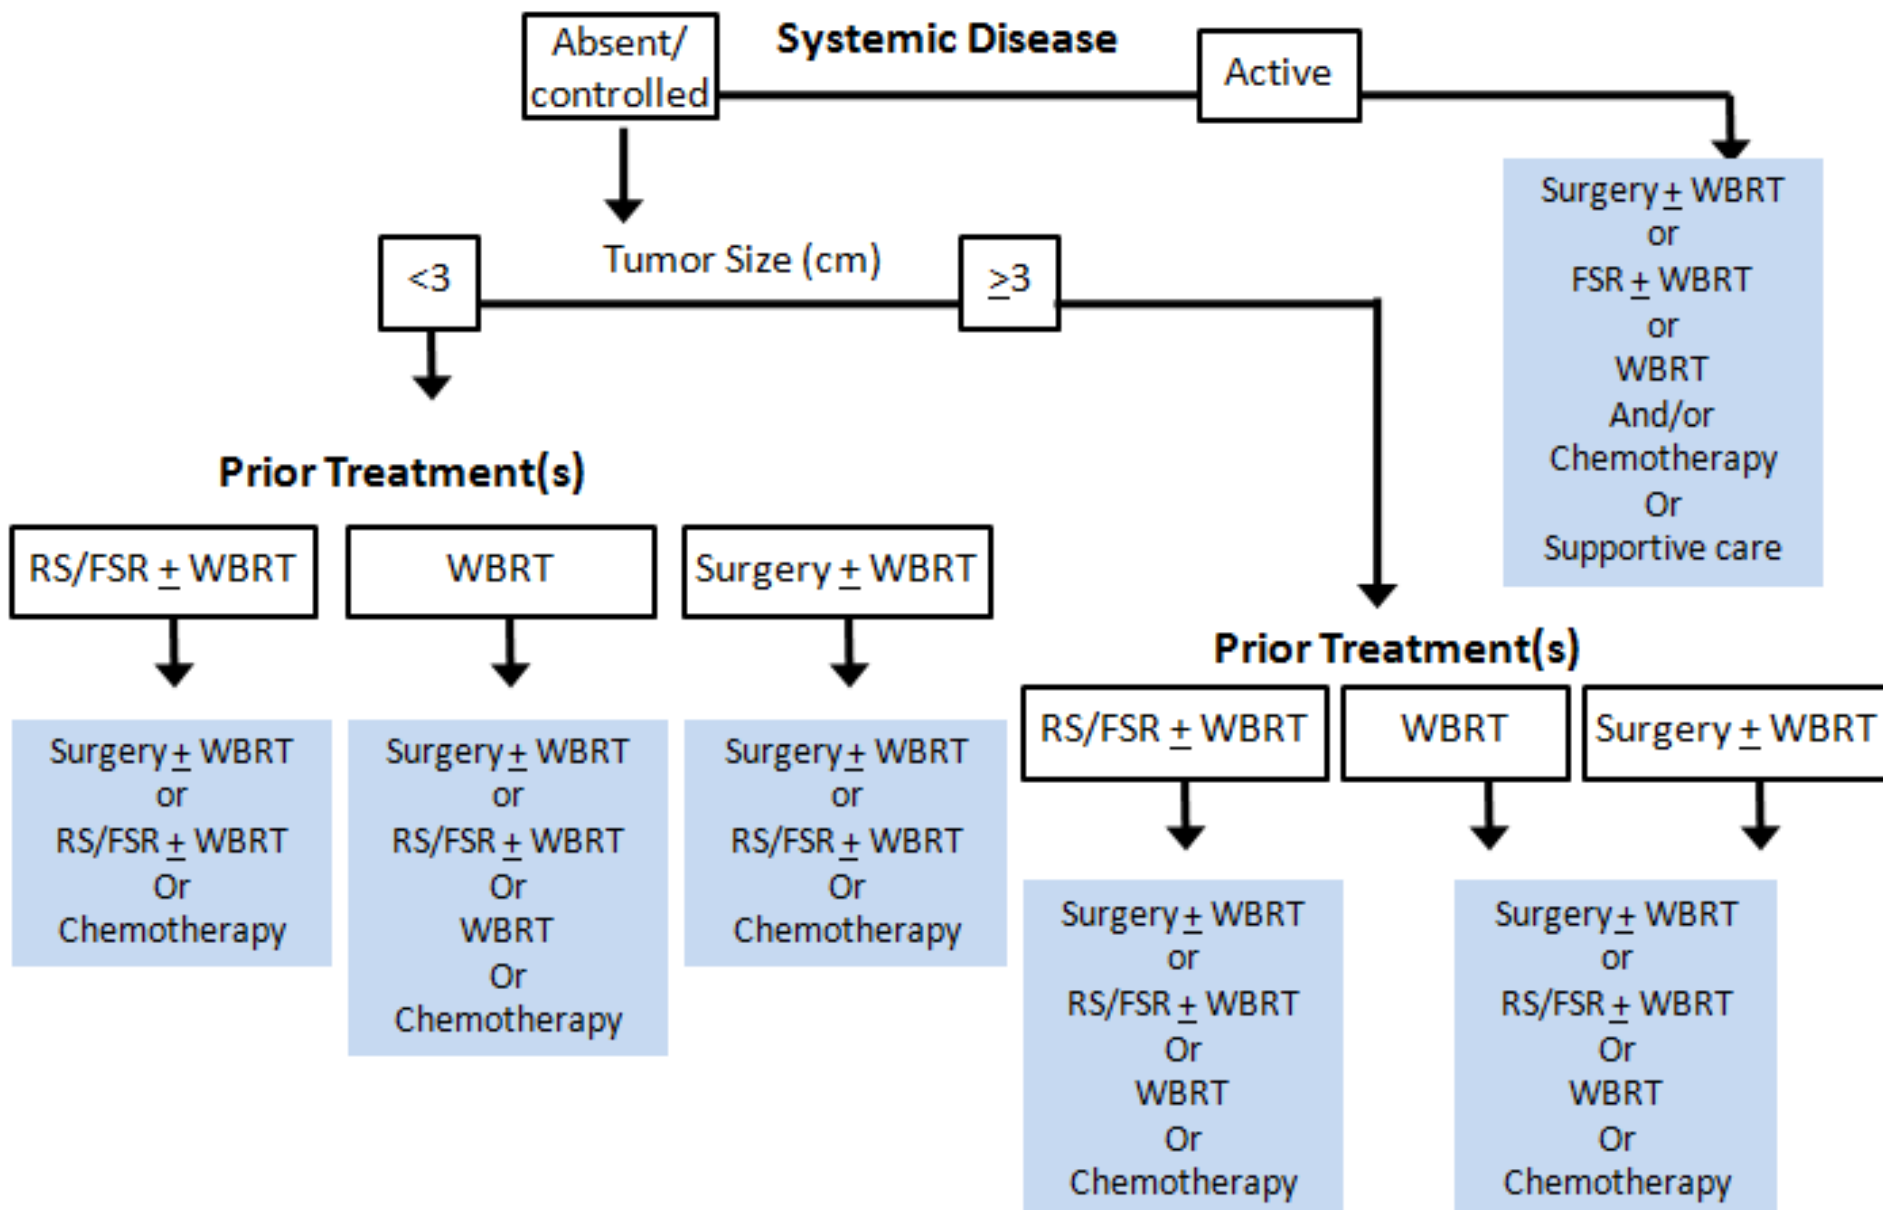 Systemic Disease
Absent/
controlled
Active
Surgery ± WBRT
or
FSR ± WBRT
or
WBRT
And/or
Chemotherapy
Or
Supportive care
Tumor Size (cm)
<3
≥3
Prior Treatment(s)
RS/FSR ± WBRT
WBRT
Surgery ± WBRT
Surgery ± WBRT
or
RS/FSR ± WBRT
Or
Chemotherapy
Surgery ± WBRT
or
RS/FSR ± WBRT
Or
WBRT
Or
Chemotherapy
Surgery ± WBRT
or
RS/FSR ± WBRT
Or
Chemotherapy
Prior Treatment(s)
RS/FSR ± WBRT
WBRT
Surgery ± WBRT
Surgery ± WBRT
or
RS/FSR ± WBRT
Or
WBRT
Or
Chemotherapy
Surgery ± WBRT
or
RS/FSR ± WBRT
Or
WBRT
Or
Chemotherapy